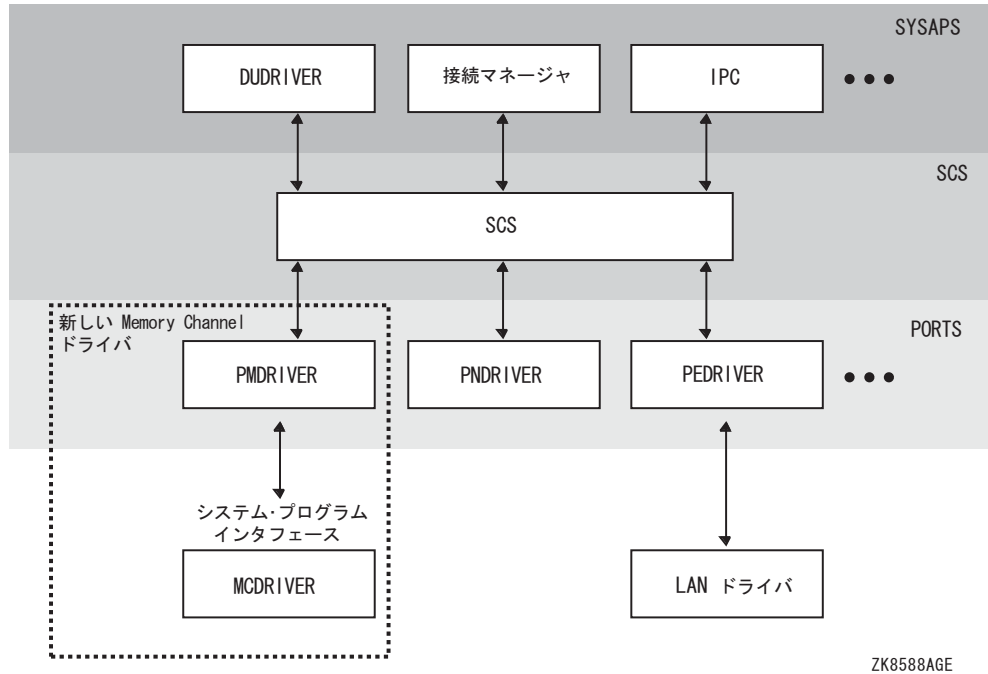 SYSAPS
DUDRIVER
接続マネージャ
IPC
SCS
SCS
新しい Memory Channel
ドライバ
PORTS
PMDRIVER
PNDRIVER
PEDRIVER
システム・プログラム
インタフェース
MCDRIVER
LAN ドライバ
ZK8588AGE